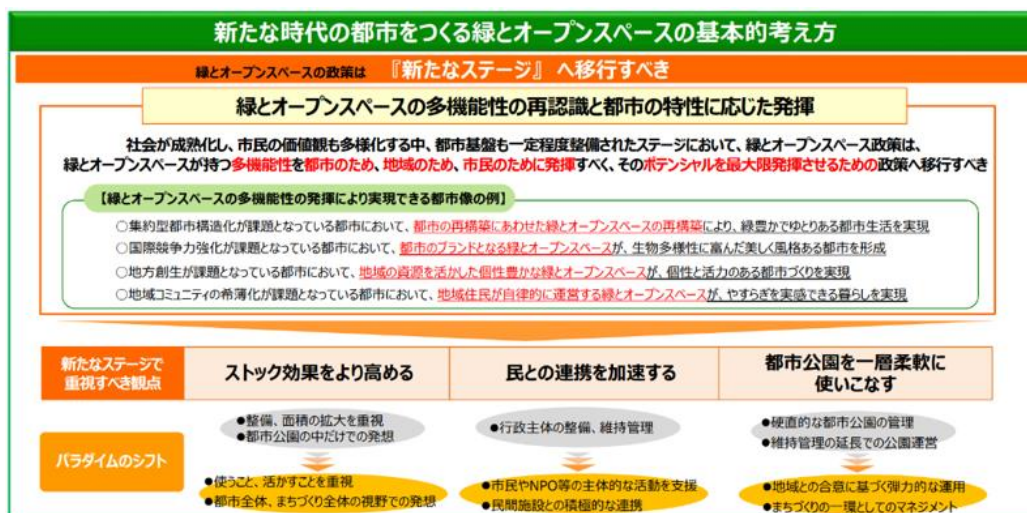 新たな時代の都市をつくる緑とオープンスペースの基本的考え方
緑とオープンスペースの政策は 『新たなステージ』 へ移行すべき
緑とオープンスペースの多機能性の再認識と都市の特性に応じた発揮
社会が成熟化し、市民の価値観も多様化する中、都市基盤も一定程度整備されたステージにおいて、緑とオープンスペース政策は、
緑とオープンスペースが持つ多機能性を都市のため、地域のため、市民のために発揮すべく、そのポテンシャルを最大限発揮させるための政策へ移行すべき
【緑とオープンスペースの多機能性の発揮により実現できる都市像の例】
○集約型都市構造化が課題となっている都市において、都市の再構築にあわせた緑とオープンスペースの再構築により、緑豊かでゆとりある都市生活を実現
○国際競争力強化が課題となっている都市において、都市のブランドとなる緑とオープンスペースが、生物多様性に富んだ美しく風格ある都市を形成
○地方創生が課題となっている都市において、地域の資源を活かした個性豊かな緑とオープンスペースが、個性と活力のある都市づくりを実現
○地域コミュニティの希薄化が課題となっている都市において、地域住民が自律的に運営する緑とオープンスペースが、やすらぎを実感できる暮らしを実現
新たなステージで
重視すべき観点
ストック効果をより高める
民との連携を加速する
都市公園を一層柔軟に
使いこなす
パラダイムのシフト
●整備、面積の拡大を重視
●都市公園の中だけでの発想
●使うこと、活かすことを重視
●都市全体、まちづくり全体の視野での発想
●行政主体の整備、維持管理
●市民やNPO等の主体的な活動を支援
●民間施設との積極的な連携
●硬直的な都市公園の管理
●維持管理の延長での公園運営
●地域との合意に基づく弾力的な運用
●まちづくりの一環としてのマネジメント